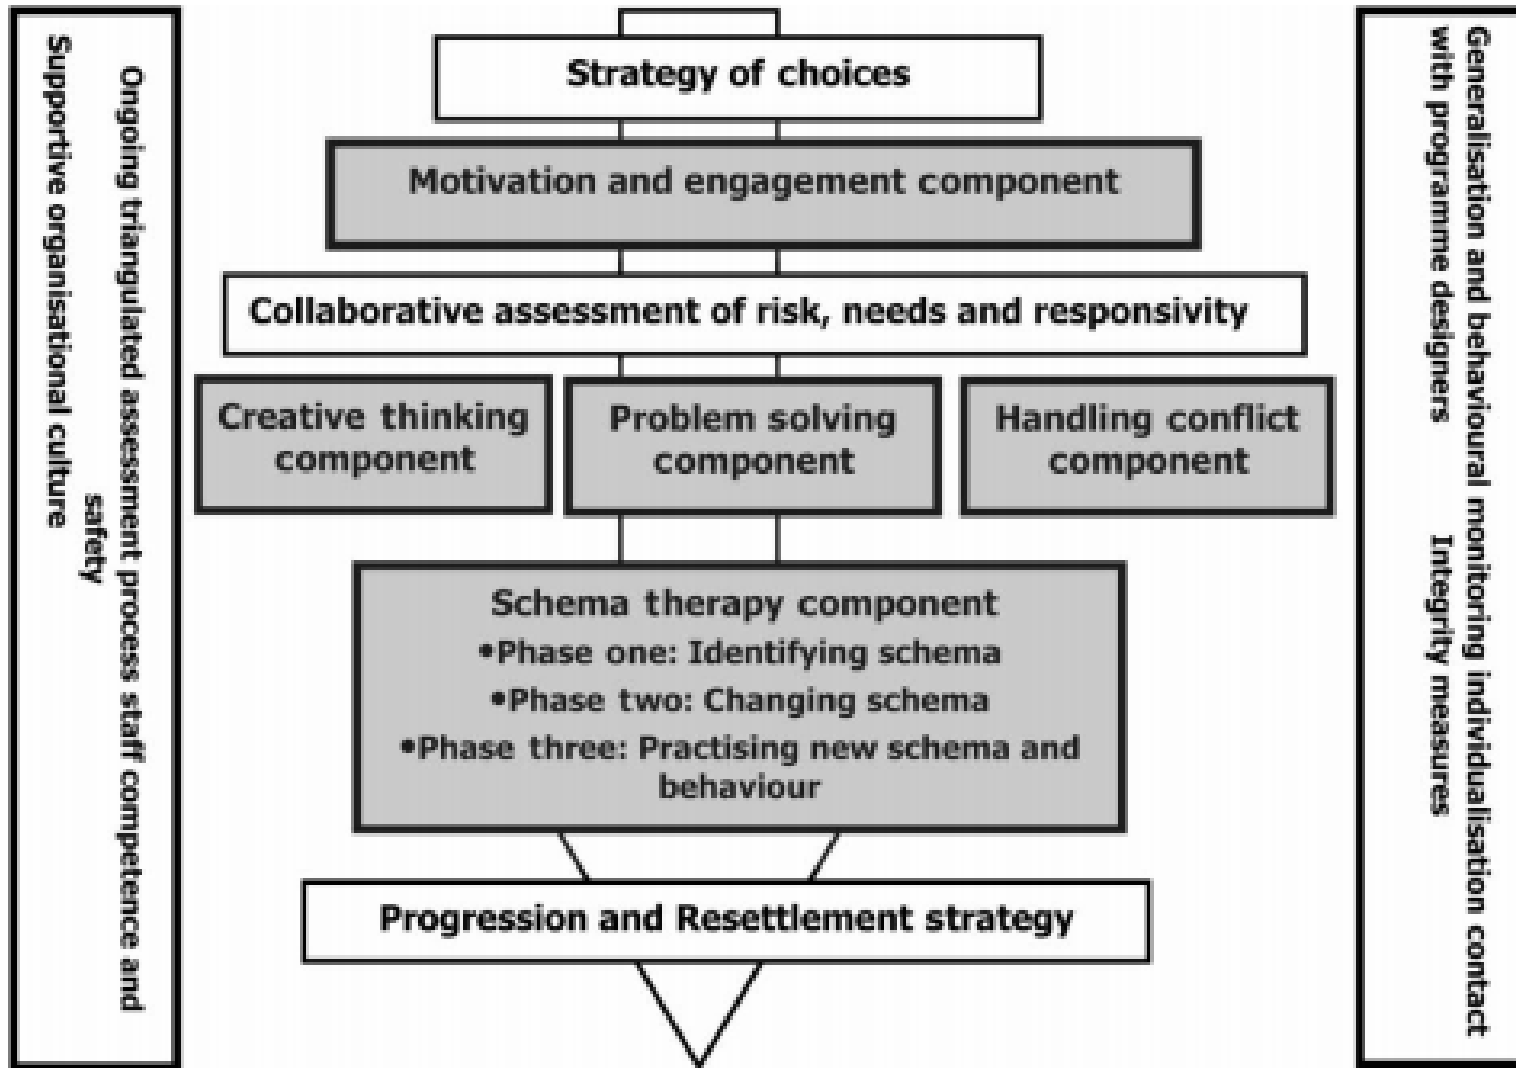 Strategy of choices
Motivation and engagement component
Collaborative assessment of risk, needs and responsivity
Creative thinking
component
Problem solving
component
Handling conflict
component
Schema therapy component
•Phase one: Identifying schema
•Phase two: Changing schema
•Phase three: Practising new schema and
behaviour
Progression and Resettlement strategy
Ongoing triangulated assessment process staff competence and
safety
Supportive organisational culture
Generalisation and behavioural monitoring individualisation contact
with programme designers Integrity measures